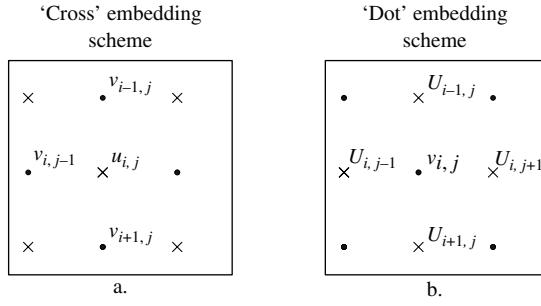 ‘Cross’ embedding scheme
‘Dot’ embedding scheme
v_{i−1, j}
v_{i, j−1}
u_{i, j}
v_{i+1, j}
a.
U_{i−1, j}
U_{i, j−1}
v_{i, j}
U_{i, j+1}
U_{i+1, j}
b.